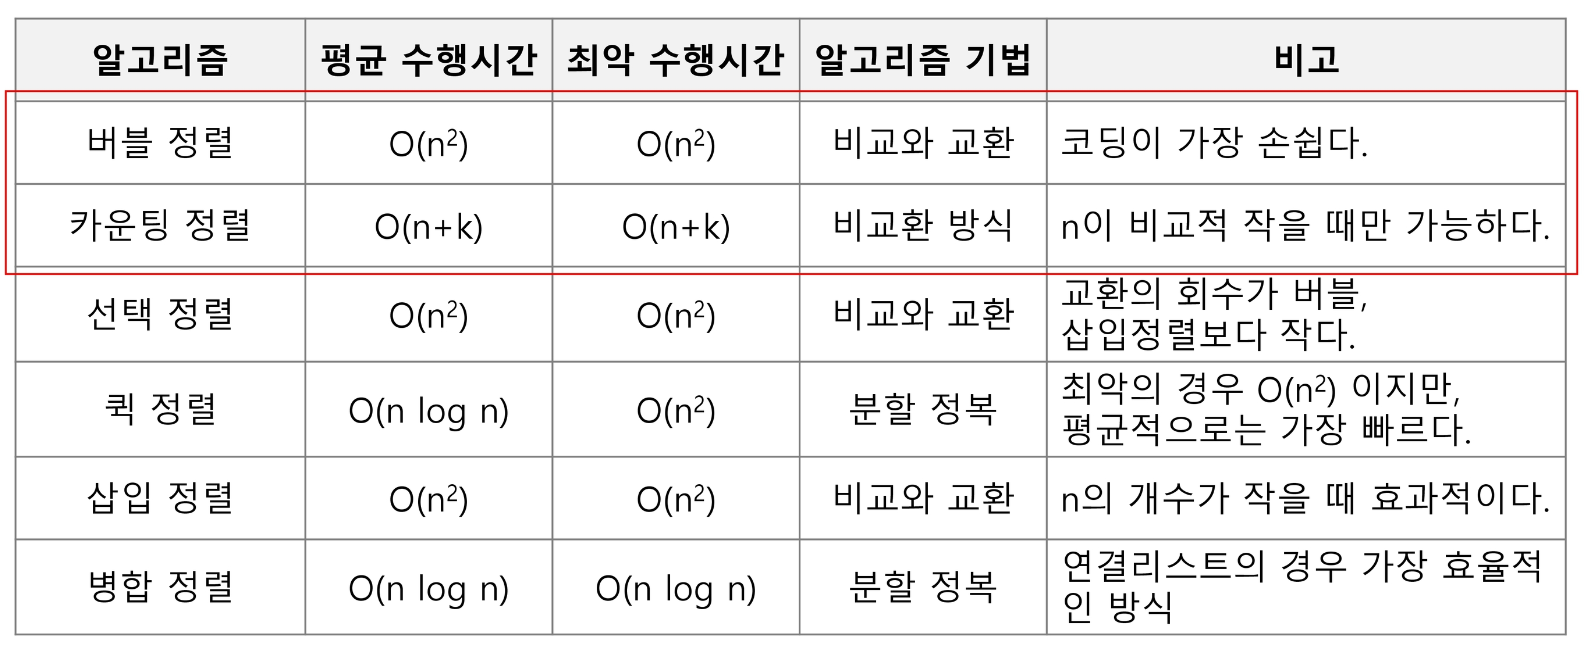 알고리즘 평균 수행시간 최악 수행시간 알고리즘 기법 비고
버블 정렬 O(n²) O(n²) 비교와 교환 코딩이 가장 손쉽다.
카운팅 정렬 O(n+k) O(n+k) 비교환 방식 n이 비교적 작을 때만 가능하다.
선택 정렬 O(n²) O(n²) 비교와 교환 교환의 회수가 버블,
삽입정렬보다 작다.
퀵 정렬 O(n log n) O(n²) 분할 정복 최악의 경우 O(n²) 이지만,
평균적으로는 가장 빠르다.
삽입 정렬 O(n²) O(n²) 비교와 교환 n의 개수가 작을 때 효과적이다.
병합 정렬 O(n log n) O(n log n) 분할 정복 연결리스트의 경우 가장 효율적
인 방식